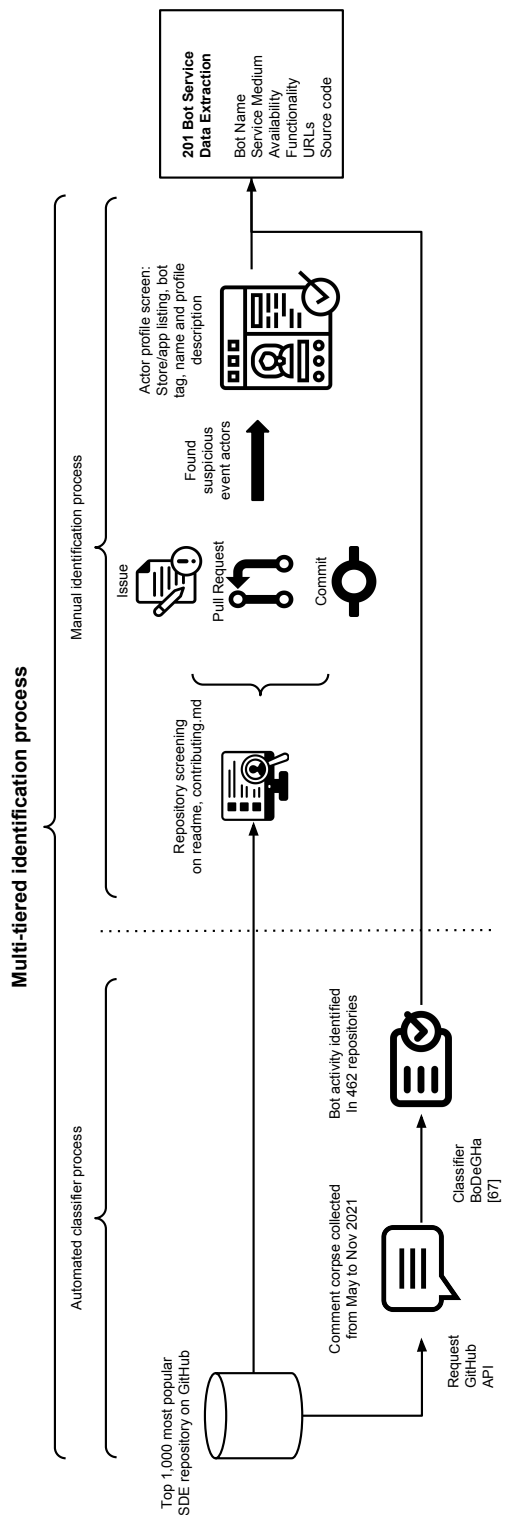 Multi-tiered identification process
Automated classifier process
Manual identification process
Top 1,000 most popular
SDE repository on GitHub
Request
GitHub
API
Comment corpse collected
from May to Nov 2021
Classifier
BoDeGHa
[67]
Bot activity identified
In 462 repositories
Repository screening
on readme, contributing.md
Issue
Pull Request
Commit
Found
suspicious
event actors
Actor profile screen:
Store/app listing, bot
tag, name and profile
description
201 Bot Service
Data Extraction
Bot Name
Service Medium
Availability
Functionality
URLs
Source code